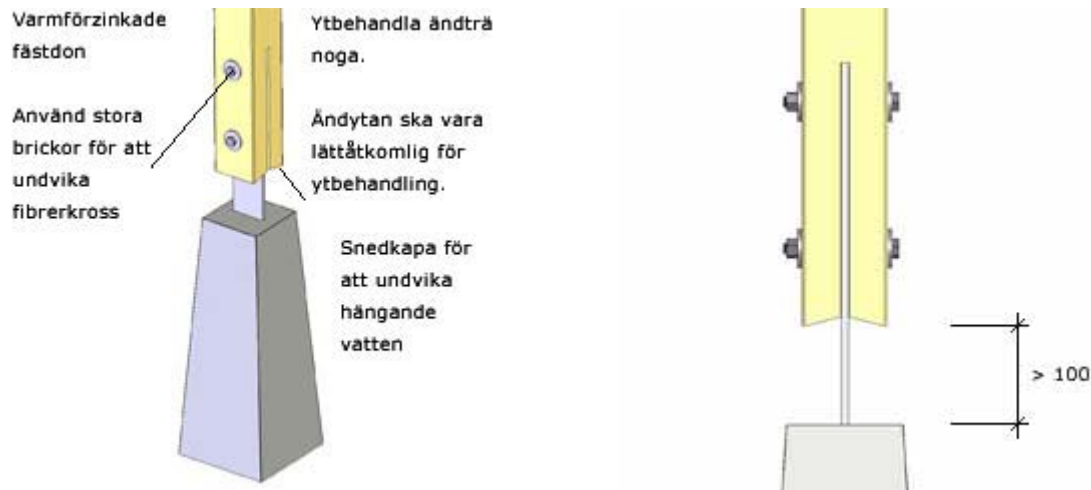 Varmförzinkade
fästdon
Använd stora
brickor för att
undvika
fibrerkross
Ytbehandla ändträ
noga.
Ändytan ska vara
lättåtkomlig för
ytbehandling.
Snedkapa för
att undvika
hängande
vatten
> 100